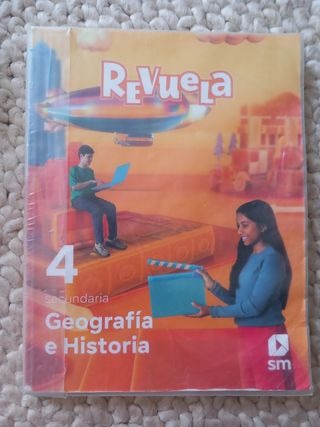 REVUELA
4
secundaria
Geografía
e Historia
sm